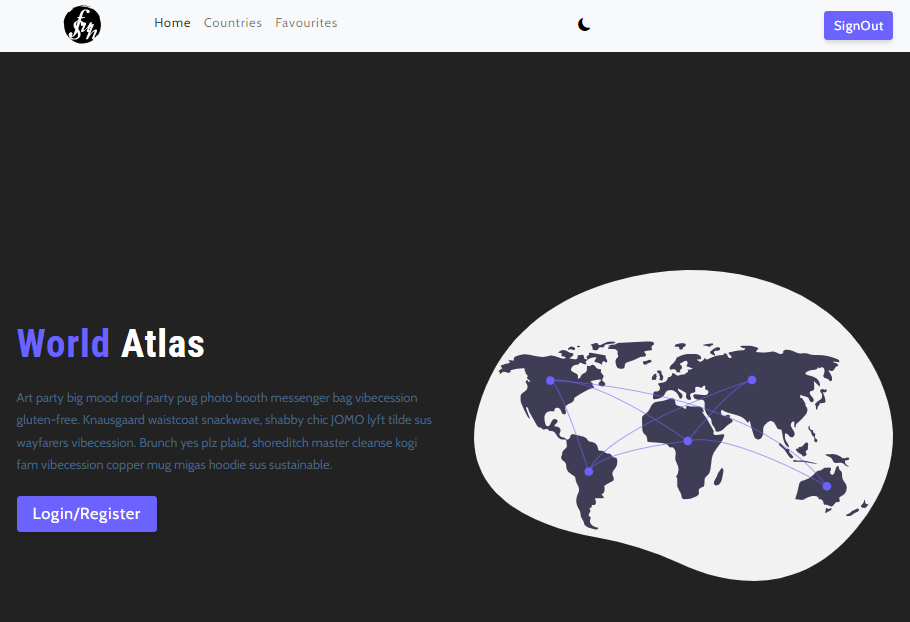 fun
Home Countries Favourites
SignOut
World Atlas
Art party big mood roof party pug photo booth messenger bag vibecession
gluten-free. Knausgaard waistcoat snackwave, shabby chic JOMO lyft tilde sus
wayfarers vibecession. Brunch yes plz plaid, shoreditch master cleanse kogi
fam vibecession copper mug migas hoodie sus sustainable.
Login/Register